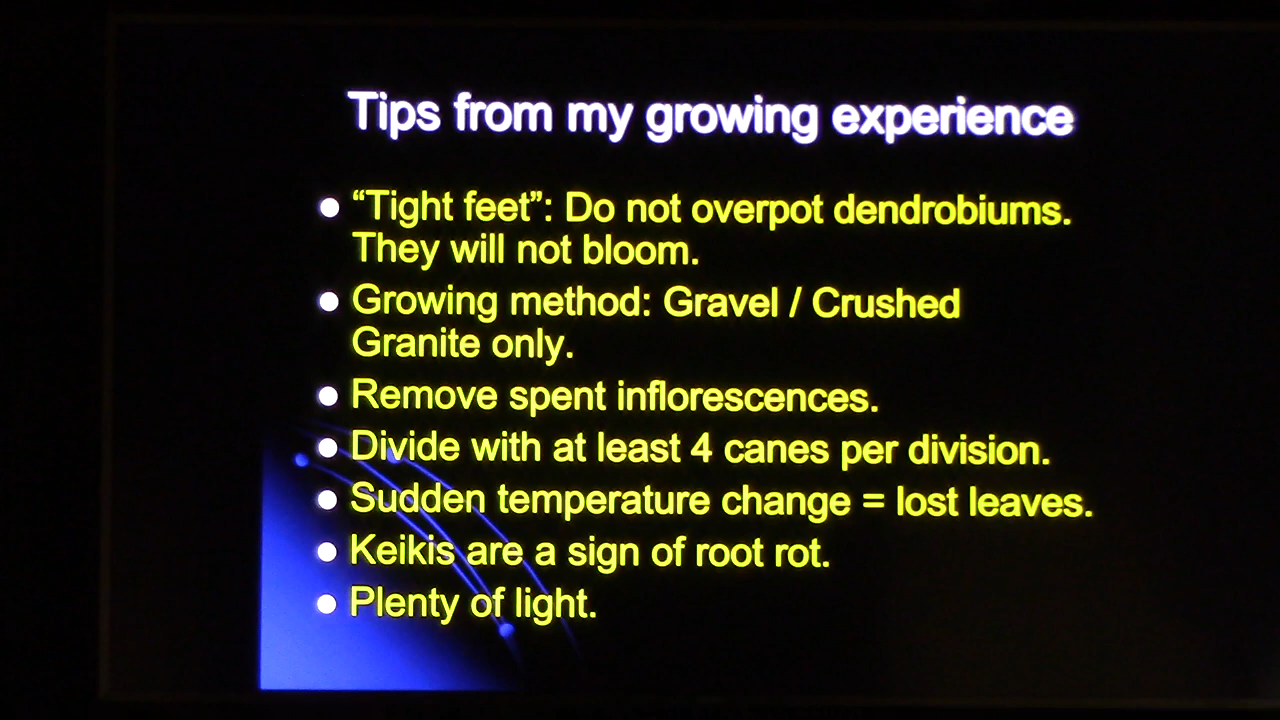 Tips from my growing experience
● “Tight feet”: Do not overpot dendrobiums.
They will not bloom.
● Growing method: Gravel / Crushed
Granite only.
● Remove spent inflorescences.
● Divide with at least 4 canes per division.
● Sudden temperature change = lost leaves.
● Keikis are a sign of root rot.
● Plenty of light.